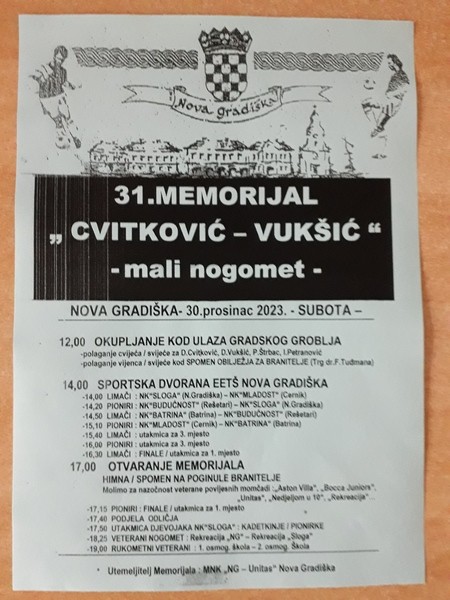 Nova Gradiška
31.MEMORIJAL
„ CVITKOVIĆ – VUKŠIĆ “
- mali nogomet -
NOVA GRADIŠKA- 30.prosinac 2023. - SUBOTA –
12,00 OKUPLJANJE KOD ULAZA GRADSKOG GROBLJA
-polaganje cvijeća / svijeće za D.Cvitković, D.Vukšić, P.Štrbac, I.Petranović
-polaganje vijenca / svijeće kod SPOMEN OBILJEŽJA ZA BRANITELJE (Trg dr.F.Tuđmana)
14,00 SPORTSKA DVORANA EETŠ NOVA GRADIŠKA
-14,00 LIMAČI : NK"SLOGA" (N.Gradiška) – NK"MLADOST" (Cernik)
-14,20 PIONIRI : NK"BUDUĆNOST" (Rešetari) – NK"SLOGA" (N.Gradiška)
-14,50 LIMAČI : NK"BATRINA" (Batrina) – NK"BUDUĆNOST" (Rešetari)
-15,10 PIONIRI : NK"MLADOST" (Cernik) – NK"BATRINA" (Batrina)
-15,40 LIMAČI : utakmica za 3. mjesto
-16,00 PIONIRI : utakmica za 3. mjesto
-16,30 LIMAČI : FINALE / utakmica za 1. mjesto
17,00 OTVARANJE MEMORIJALA
HIMNA / SPOMEN NA POGINULE BRANITELJE
Molimo za nazočnost veterane povijesnih momčadi : „Aston Villa", „Bocca Juniors",
„Unitas", „Nedjeljom u 10", „Rekreacija"...
-17,15 PIONIRI : FINALE / utakmica za 1. mjesto
-17,40 PODJELA ODLIČJA
-17,50 UTAKMICA DJEVOJAKA NK"SLOGA" : KADETKINJE / PIONIRKE
-18,25 VETERANI NOGOMET : Rekreacija „NG" – Rekreacija „Sloga"
-19,00 RUKOMETNI VETERANI : 1. osmog. škola – 2. osmog. Škola
* Utemeljitelj Memorijala : MNK „NG – Unitas" Nova Gradiška